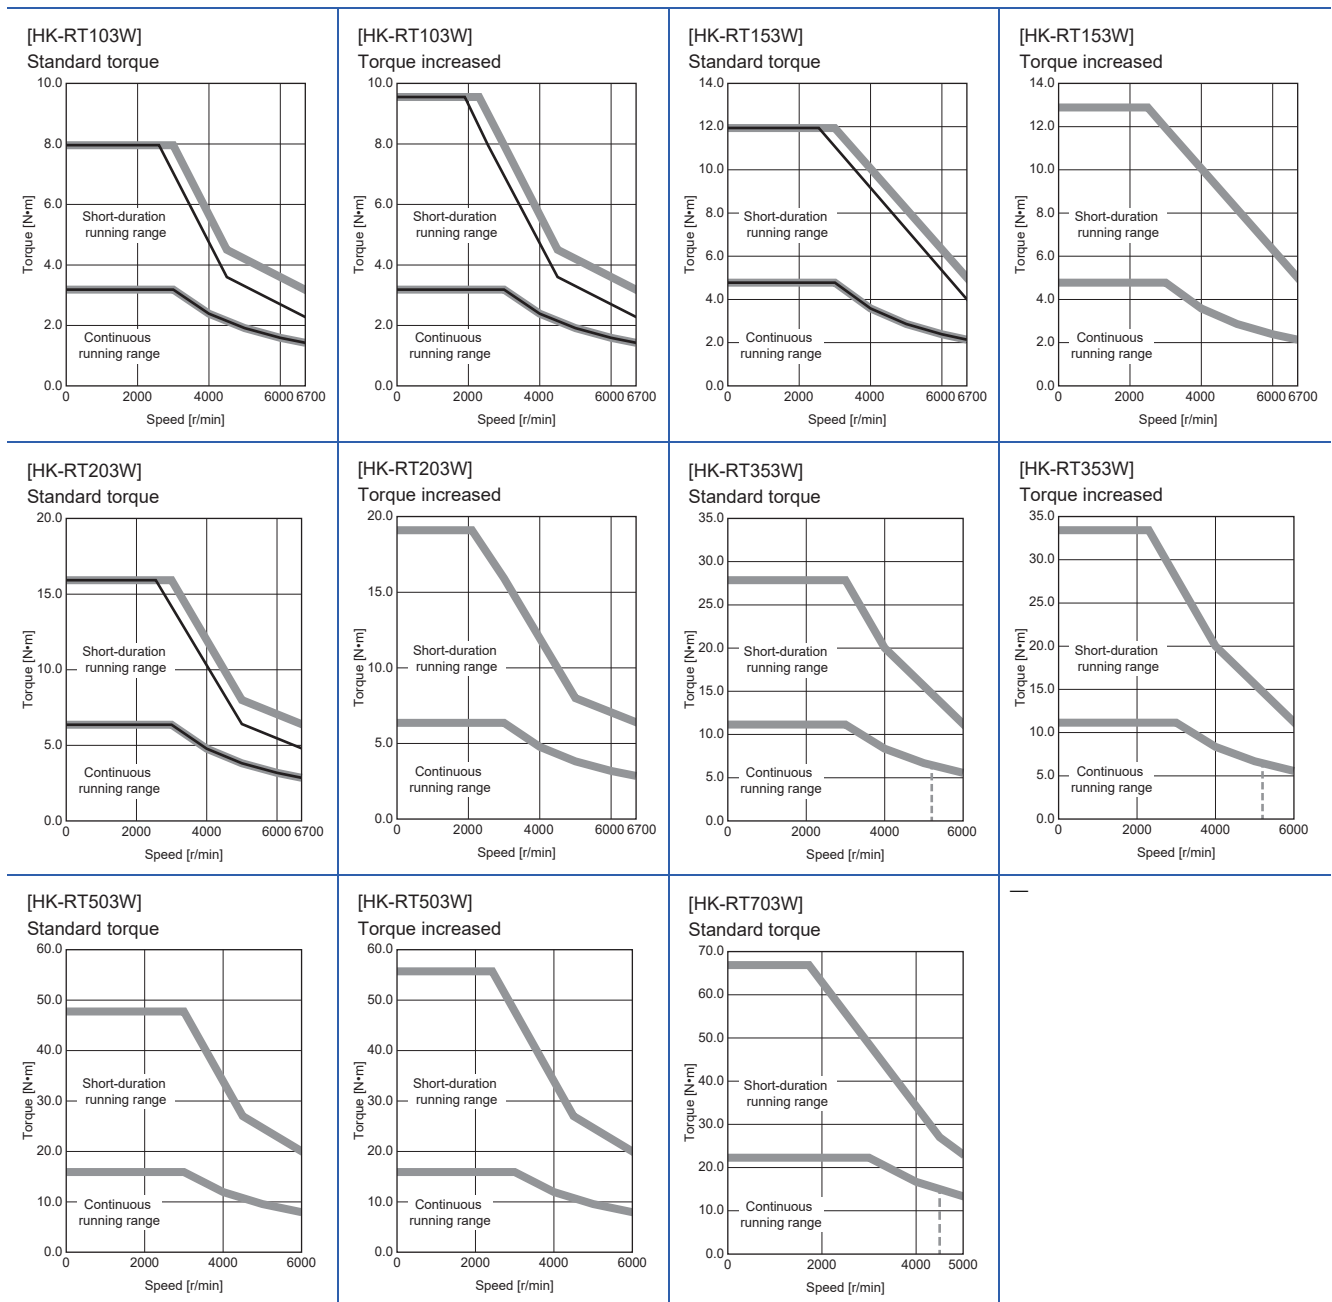 [HK-RT103W]
Standard torque
10.0
8.0
6.0
4.0
2.0
0.0
Torque [N•m]
Short-duration
running range
Continuous
running range
0
2000
4000
6000 6700
Speed [r/min]
[HK-RT103W]
Torque increased
10.0
8.0
6.0
4.0
2.0
0.0
Torque [N•m]
Short-duration
running range
Continuous
running range
0
2000
4000
6000 6700
Speed [r/min]
[HK-RT153W]
Standard torque
14.0
12.0
10.0
8.0
6.0
4.0
2.0
0.0
Torque [N•m]
Short-duration
running range
Continuous
running range
0
2000
4000
6000 6700
Speed [r/min]
[HK-RT153W]
Torque increased
14.0
12.0
10.0
8.0
6.0
4.0
2.0
0.0
Torque [N•m]
Short-duration
running range
Continuous
running range
0
2000
4000
6000 6700
Speed [r/min]
[HK-RT203W]
Standard torque
20.0
15.0
10.0
5.0
0.0
Torque [N•m]
Short-duration
running range
Continuous
running range
0
2000
4000
6000 6700
Speed [r/min]
[HK-RT203W]
Torque increased
20.0
15.0
10.0
5.0
0.0
Torque [N•m]
Short-duration
running range
Continuous
running range
0
2000
4000
6000 6700
Speed [r/min]
[HK-RT353W]
Standard torque
35.0
30.0
25.0
20.0
15.0
10.0
5.0
0.0
Torque [N•m]
Short-duration
running range
Continuous
running range
0
2000
4000
6000
Speed [r/min]
[HK-RT353W]
Torque increased
35.0
30.0
25.0
20.0
15.0
10.0
5.0
0.0
Torque [N•m]
Short-duration
running range
Continuous
running range
0
2000
4000
6000
Speed [r/min]
[HK-RT503W]
Standard torque
60.0
50.0
40.0
30.0
20.0
10.0
0.0
Torque [N•m]
Short-duration
running range
Continuous
running range
0
2000
4000
6000
Speed [r/min]
[HK-RT503W]
Torque increased
60.0
50.0
40.0
30.0
20.0
10.0
0.0
Torque [N•m]
Short-duration
running range
Continuous
running range
0
2000
4000
6000
Speed [r/min]
[HK-RT703W]
Standard torque
70.0
60.0
50.0
40.0
30.0
20.0
10.0
0.0
Torque [N•m]
Short-duration
running range
Continuous
running range
0
2000
4000
5000
Speed [r/min]
—